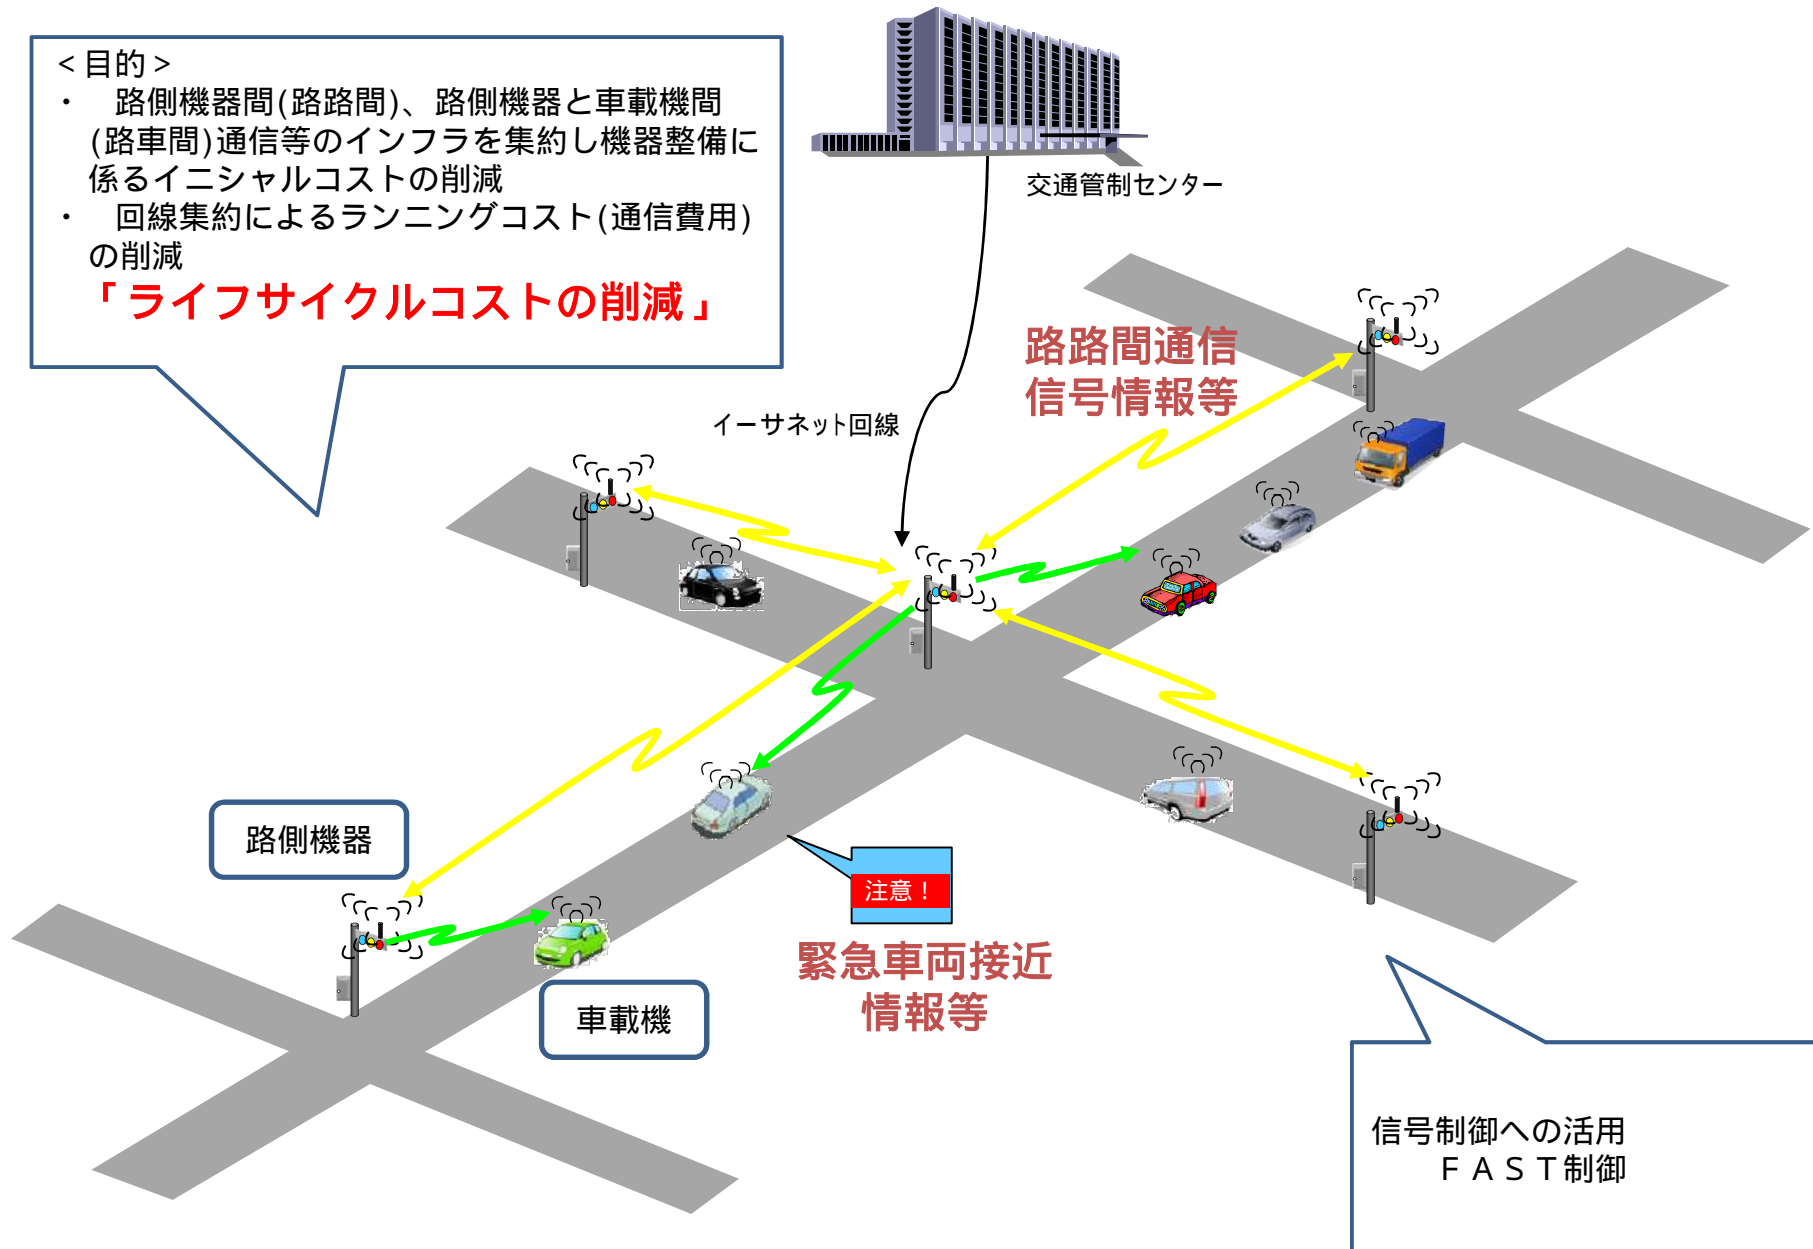 ＜目的＞
・　路側機器間(路路間)、路側機器と車載機間
(路車間)通信等のインフラを集約し機器整備に
係るイニシャルコストの削減
・　回線集約によるランニングコスト(通信費用)
の削減
「ライフサイクルコストの削減」
交通管制センター
路路間通信
信号情報等
イーサネット回線
路側機器
注意！
緊急車両接近
情報等
車載機
信号制御への活用
ＦＡＳＴ制御